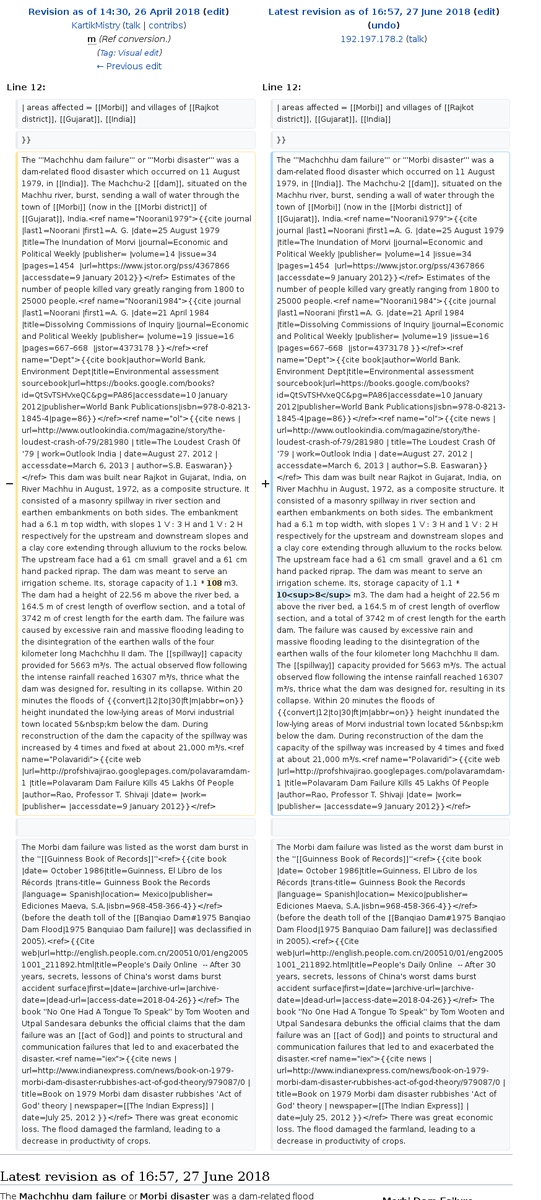 Revision as of 14:30, 26 April 2018 (edit)
KartikMistry (talk | contribs)
m (Ref conversion.)
(Tag: Visual edit)
← Previous edit
Latest revision as of 16:57, 27 June 2018 (edit)
(undo)
192.197.178.2 (talk)
Line 12:
| areas affected = [[Morbi]] and villages of [[Rajkot
district]], [[Gujarat]], [[India]]
}}
−
The '''Machchhu dam failure''' or '''Morbi disaster''' was a
dam-related flood disaster which occurred on 11 August
1979, in [[India]]. The Machchu-2 [[dam]], situated on the
Machhu river, burst, sending a wall of water through the
town of [[Morbi]] (now in the [[Morbi district]] of
[[Gujarat]], India.<ref name="Noorani1979">{{cite journal
|last1=Noorani |first1=A. G. |date=25 August 1979
|title=The Inundation of Morvi |journal=Economic and
Political Weekly |publisher= |volume=14 |issue=34
|pages=1454  |url=https://www.jstor.org/pss/4367866
|accessdate=9 January 2012}}</ref> Estimates of the
number of people killed vary greatly ranging from 1800 to
25000 people.<ref name="Noorani1984">{{cite journal
|last1=Noorani |first1=A. G. |date=21 April 1984
|title=Dissolving Commissions of Inquiry |journal=Economic
and Political Weekly |publisher= |volume=19 |issue=16
|pages=667-668  |jstor=4373178 }}</ref><ref
name="Dept">{{cite book|author=World Bank.
Environment Dept|title=Environmental assessment
sourcebook|url=https://books.google.com/books?
id=QtSvTSHVxeQC&pg=PA86|accessdate=10 January
2012|publisher=World Bank Publications|isbn=978-0-8213-
1845-4|page=86}}</ref><ref name="ol">{{cite news |
url=http://www.outlookindia.com/magazine/story/the-
loudest-crash-of-79/281980 | title=The Loudest Crash Of
'79 | work=Outlook India | date=August 27, 2012 |
accessdate=March 6, 2013 | author=S.B. Easwaran}}
</ref> This dam was built near Rajkot in Gujarat, India, on
River Machhu in August, 1972, as a composite structure. It
consisted of a masonry spillway in river section and
earthen embankments on both sides. The embankment
had a 6.1 m top width, with slopes 1 V : 3 H and 1 V : 2 H
respectively for the upstream and downstream slopes and
a clay core extending through alluvium to the rocks below.
The upstream face had a 61 cm small  gravel and a 61 cm
hand packed riprap. The dam was meant to serve an
irrigation scheme. Its, storage capacity of 1.1 * 108 m3.
The dam had a height of 22.56 m above the river bed, a
164.5 m of crest length of overflow section, and a total of
3742 m of crest length for the earth dam. The failure was
caused by excessive rain and massive flooding leading to
the disintegration of the earthen walls of the four
kilometer long Machchhu II dam. The [[spillway]] capacity
provided for 5663 m³/s. The actual observed flow following
the intense rainfall reached 16307 m³/s, thrice what the
dam was designed for, resulting in its collapse. Within 20
minutes the floods of {{convert|12|to|30|ft|m|abbr=on}}
height inundated the low-lying areas of Morvi industrial
town located 5&nbsp;km below the dam. During
reconstruction of the dam the capacity of the spillway was
increased by 4 times and fixed at about 21,000 m³/s.<ref
name="Polavaridi">{{cite web
|url=http://profshivajirao.googlepages.com/polavaramdam-
1 |title=Polavaram Dam Failure Kills 45 Lakhs Of People
|author=Rao, Professor T. Shivaji |date= |work=
|publisher= |accessdate=9 January 2012}}</ref>
The Morbi dam failure was listed as the worst dam burst in
the ''[[Guinness Book of Records]]''<ref>{{cite book
|date= October 1986|title=Guinness, El Libro de los
Récords |trans-title= Guinness Book the Records
|language= Spanish|location= Mexico|publisher=
Ediciones Maeva, S.A.|isbn=968-458-366-4}}</ref>
(before the death toll of the [[Banqiao Dam#1975 Banqiao
Dam Flood|1975 Banqiao Dam failure]] was declassified in
2005).<ref>{{Cite
web|url=http://english.people.com.cn/200510/01/eng2005
1001_211892.html|title=People's Daily Online  -- After 30
years, secrets, lessons of China's worst dams burst
accident surface|first=|date=|archive-url=|archive-
date=|dead-url=|access-date=2018-04-26}}</ref> The
book ''No One Had A Tongue To Speak'' by Tom Wooten and
Utpal Sandesara debunks the official claims that the dam
failure was an [[act of God]] and points to structural and
communication failures that led to and exacerbated the
disaster.<ref name="iex">{{cite news |
url=http://www.indianexpress.com/news/book-on-1979-
morbi-dam-disaster-rubbishes-act-of-god-theory/979087/0 |
title=Book on 1979 Morbi dam disaster rubbishes 'Act of
God' theory | newspaper=[[The Indian Express]] |
date=July 25, 2012 }}</ref> There was great economic
loss. The flood damaged the farmland, leading to a
decrease in productivity of crops.
Line 12:
| areas affected = [[Morbi]] and villages of [[Rajkot
district]], [[Gujarat]], [[India]]
}}
+
The '''Machchhu dam failure''' or '''Morbi disaster''' was a
dam-related flood disaster which occurred on 11 August
1979, in [[India]]. The Machchu-2 [[dam]], situated on the
Machhu river, burst, sending a wall of water through the
town of [[Morbi]] (now in the [[Morbi district]] of
[[Gujarat]], India.<ref name="Noorani1979">{{cite journal
|last1=Noorani |first1=A. G. |date=25 August 1979
|title=The Inundation of Morvi |journal=Economic and
Political Weekly |publisher= |volume=14 |issue=34
|pages=1454  |url=https://www.jstor.org/pss/4367866
|accessdate=9 January 2012}}</ref> Estimates of the
number of people killed vary greatly ranging from 1800 to
25000 people.<ref name="Noorani1984">{{cite journal
|last1=Noorani |first1=A. G. |date=21 April 1984
|title=Dissolving Commissions of Inquiry |journal=Economic
and Political Weekly |publisher= |volume=19 |issue=16
|pages=667-668  |jstor=4373178 }}</ref><ref
name="Dept">{{cite book|author=World Bank.
Environment Dept|title=Environmental assessment
sourcebook|url=https://books.google.com/books?
id=QtSvTSHVxeQC&pg=PA86|accessdate=10 January
2012|publisher=World Bank Publications|isbn=978-0-8213-
1845-4|page=86}}</ref><ref name="ol">{{cite news |
url=http://www.outlookindia.com/magazine/story/the-
loudest-crash-of-79/281980 | title=The Loudest Crash Of
'79 | work=Outlook India | date=August 27, 2012 |
accessdate=March 6, 2013 | author=S.B. Easwaran}}
</ref> This dam was built near Rajkot in Gujarat, India, on
River Machhu in August, 1972, as a composite structure. It
consisted of a masonry spillway in river section and
earthen embankments on both sides. The embankment
had a 6.1 m top width, with slopes 1 V : 3 H and 1 V : 2 H
respectively for the upstream and downstream slopes and
a clay core extending through alluvium to the rocks below.
The upstream face had a 61 cm small  gravel and a 61 cm
hand packed riprap. The dam was meant to serve an
irrigation scheme. Its, storage capacity of 1.1 *
10<sup>8</sup> m3. The dam had a height of 22.56 m
above the river bed, a 164.5 m of crest length of
overflow section, and a total of 3742 m of crest length
for the earth dam. The failure was caused by excessive rain and
massive flooding leading to the disintegration of the
earthen walls of the four kilometer long Machchhu II dam.
The [[spillway]] capacity provided for 5663 m³/s. The
actual observed flow following the intense rainfall reached
16307 m³/s, thrice what the dam was designed for,
resulting in its collapse. Within 20 minutes the floods of
{{convert|12|to|30|ft|m|abbr=on}} height inundated the
low-lying areas of Morvi industrial town located 5&nbsp;km
below the dam. During reconstruction of the dam the
capacity of the spillway was increased by 4 times and fixed
at about 21,000 m³/s.<ref name="Polavaridi">{{cite web
|url=http://profshivajirao.googlepages.com/polavaramdam-
1 |title=Polavaram Dam Failure Kills 45 Lakhs Of People
|author=Rao, Professor T. Shivaji |date= |work=
|publisher= |accessdate=9 January 2012}}</ref>
The Morbi dam failure was listed as the worst dam burst in
the ''[[Guinness Book of Records]]''<ref>{{cite book
|date= October 1986|title=Guinness, El Libro de los
Récords |trans-title= Guinness Book the Records
|language= Spanish|location= Mexico|publisher=
Ediciones Maeva, S.A.|isbn=968-458-366-4}}</ref>
(before the death toll of the [[Banqiao Dam#1975 Banqiao
Dam Flood|1975 Banqiao Dam failure]] was declassified in
2005).<ref>{{Cite
web|url=http://english.people.com.cn/200510/01/eng2005
1001_211892.html|title=People's Daily Online  -- After 30
years, secrets, lessons of China's worst dams burst
accident surface|first=|date=|archive-url=|archive-
date=|dead-url=|access-date=2018-04-26}}</ref> The
book ''No One Had A Tongue To Speak'' by Tom Wooten and
Utpal Sandesara debunks the official claims that the dam
failure was an [[act of God]] and points to structural and
communication failures that led to and exacerbated the
disaster.<ref name="iex">{{cite news |
url=http://www.indianexpress.com/news/book-on-1979-
morbi-dam-disaster-rubbishes-act-of-god-theory/979087/0 |
title=Book on 1979 Morbi dam disaster rubbishes 'Act of
God' theory | newspaper=[[The Indian Express]] |
date=July 25, 2012 }}</ref> There was great economic
loss. The flood damaged the farmland, leading to a
decrease in productivity of crops.
Latest revision as of 16:57, 27 June 2018
The Machchhu dam failure or Morbi disaster was a dam-related flood